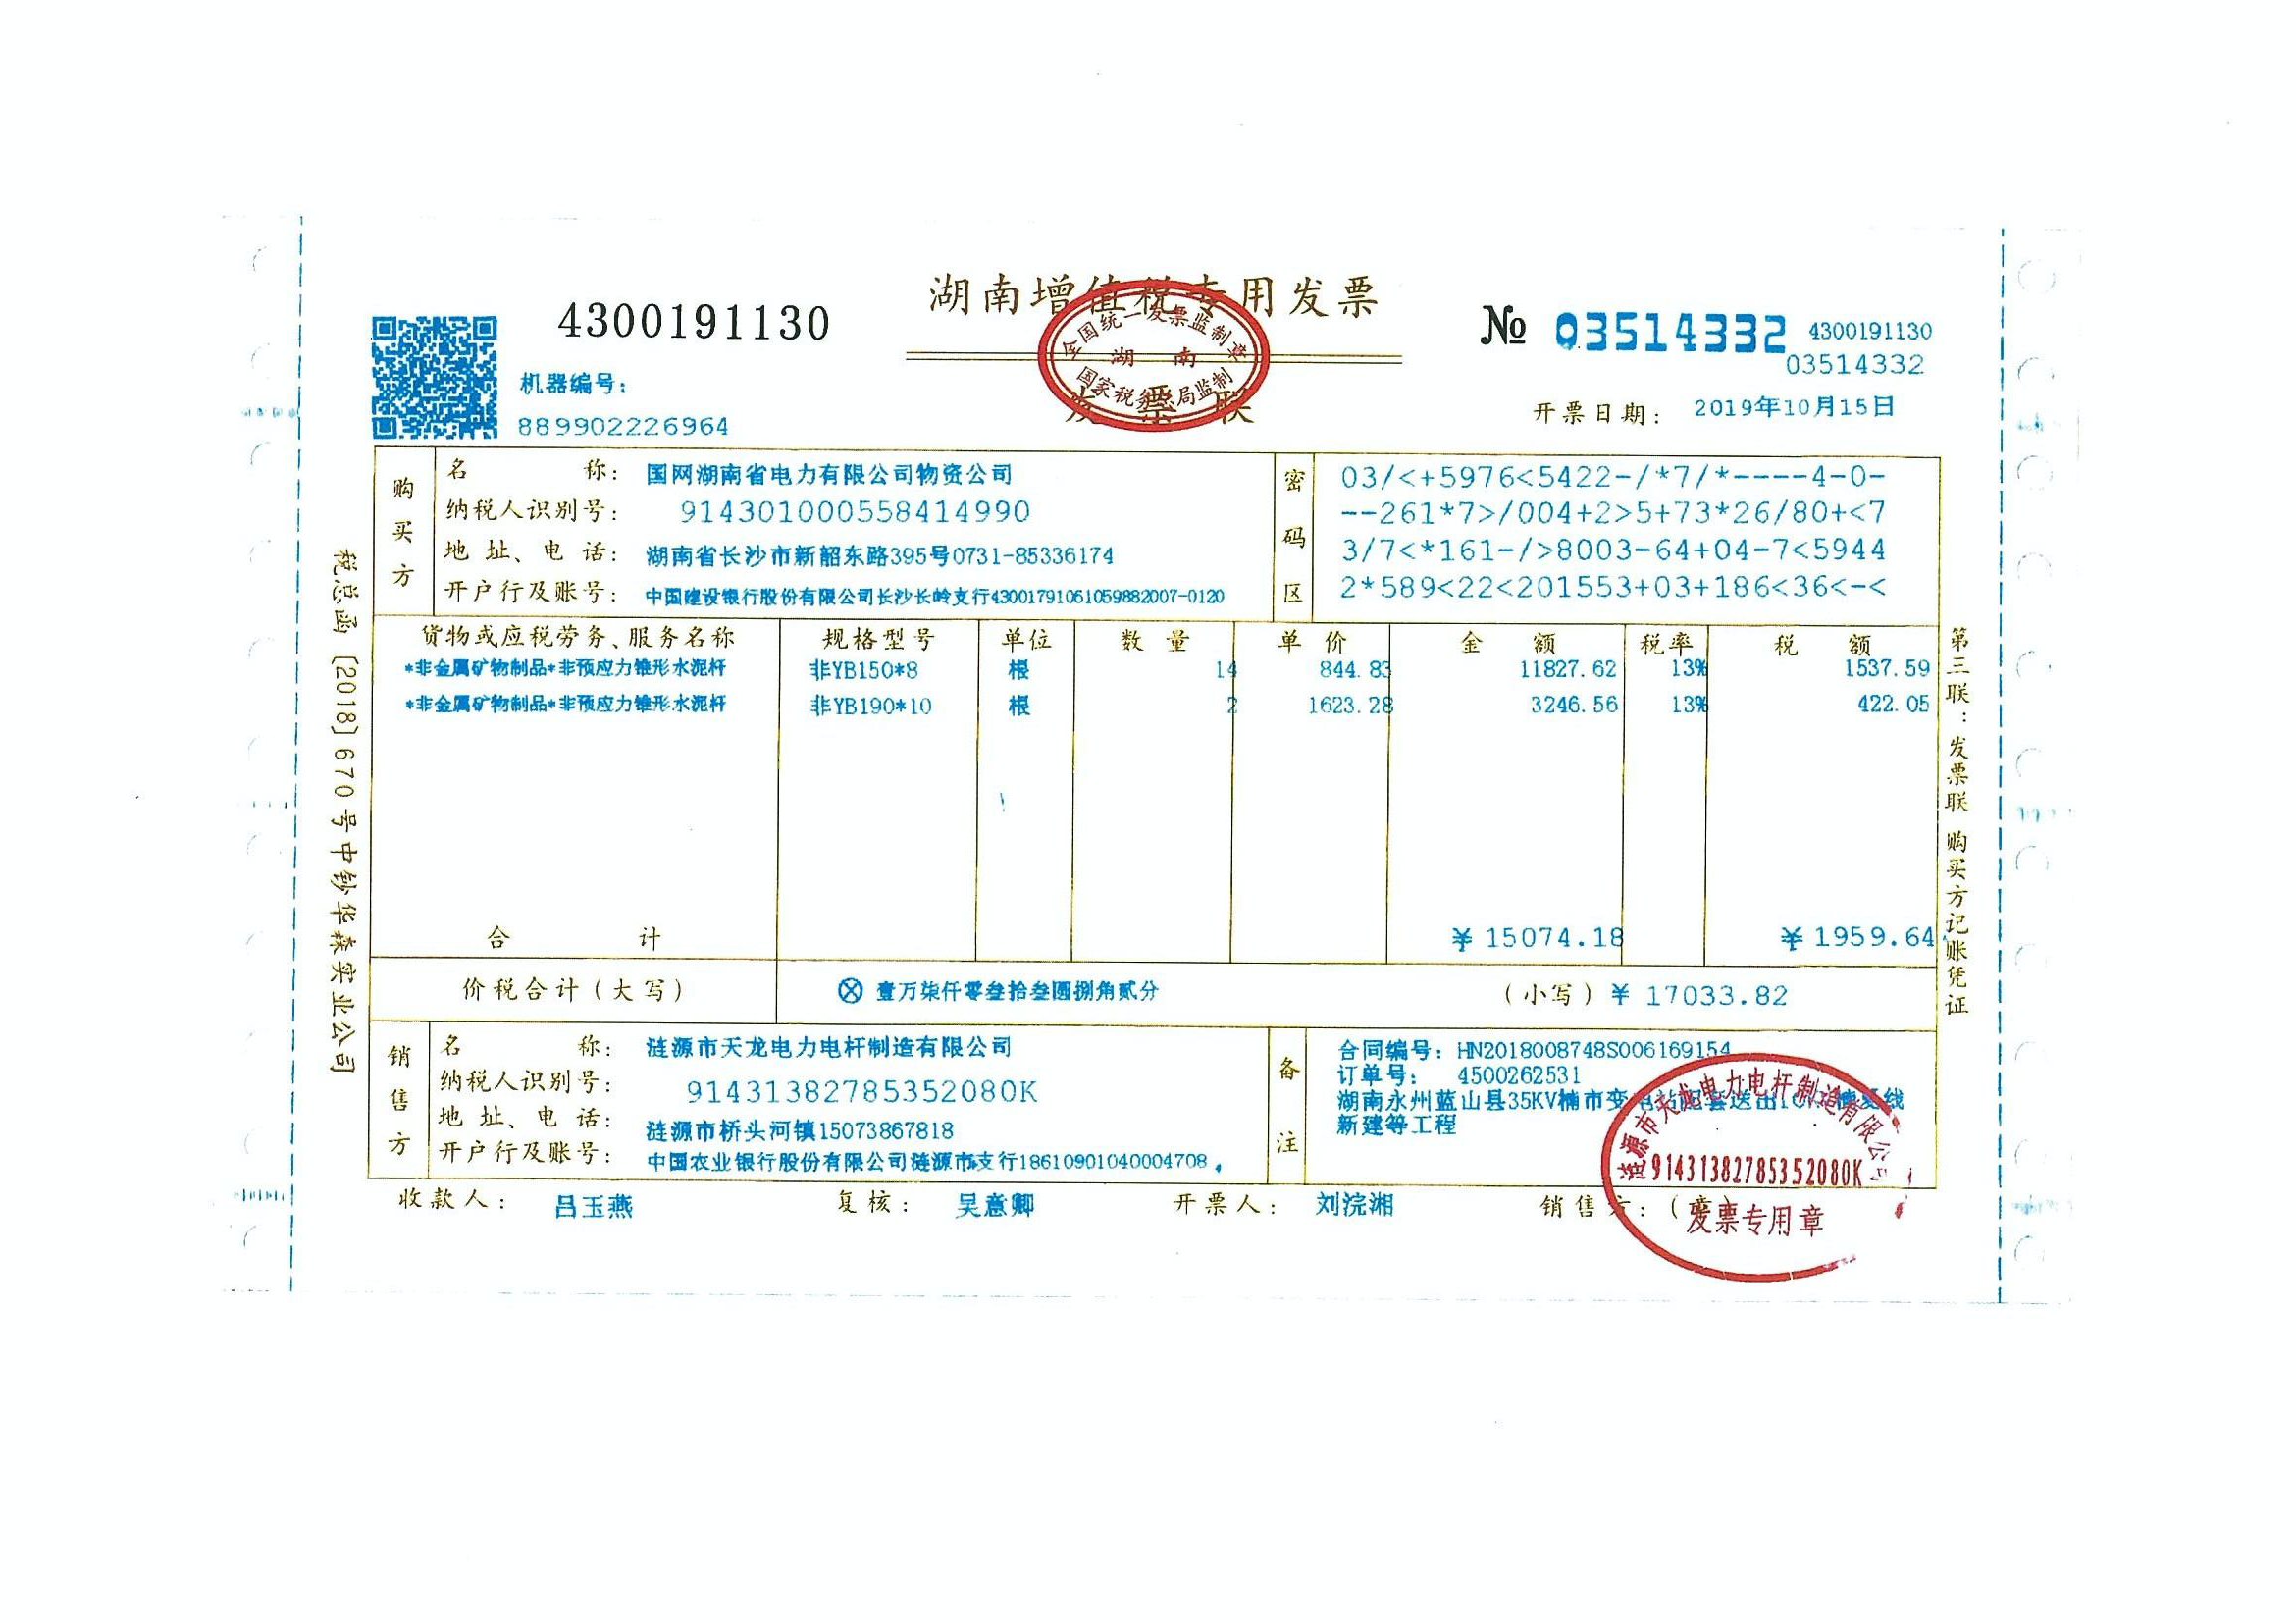 湖南增值税专用发票
4300191130
№ 03514332
4300191130
03514332
全国统一发票监制章
湖 南
国家税务总局监制
发 票 联
机器编号:
889902226964
开票日期: 2019年10月15日
购买方
名 称: 国网湖南省电力有限公司物资公司
纳税人识别号: 914301000558414990
地 址、电 话: 湖南省长沙市新韶东路395号0731-85336174
开户行及账号: 中国建设银行股份有限公司长沙长岭支行43001791061059882007-0120
密码区
03/<+5976<5422-/*7/*----4-0-
--261*7>/004+2>5+73*26/80+<7
3/7<*161-/>8003-64+04-7<5944
2*589<22<201553+03+186<36<-<
货物或应税劳务、服务名称 规格型号 单位 数 量 单 价 金 额 税率 税 额
*非金属矿物制品*非预应力锥形水泥杆 非YB150*8 根 14 844.83 11827.62 13% 1537.59
*非金属矿物制品*非预应力锥形水泥杆 非YB190*10 根 2 1623.28 3246.56 13% 422.05
合 计 ¥15074.18 ¥1959.64
价税合计(大写) ⊗壹万柒仟零叁拾叁圆捌角贰分 (小写)¥17033.82
销售方
名 称: 涟源市天龙电力电杆制造有限公司
纳税人识别号: 91431382785352080K
地 址、电 话: 涟源市桥头河镇15073867818
开户行及账号: 中国农业银行股份有限公司涟源市支行18610901040004708
备注
合同编号: HN2018008748S006169154
订单号: 4500262531
湖南永州蓝山县35KV楠市变电站配套送出10KV楠 线
新建等工程
收款人: 吕玉燕 复核: 吴意卿 开票人: 刘浣湘 销售方:(章)
涟源市天龙电力电杆制造有限公司
91431382785352080K
发票专用章
税总函〔2018〕670号中钞华森实业公司
第三联:发票联 购买方记账凭证